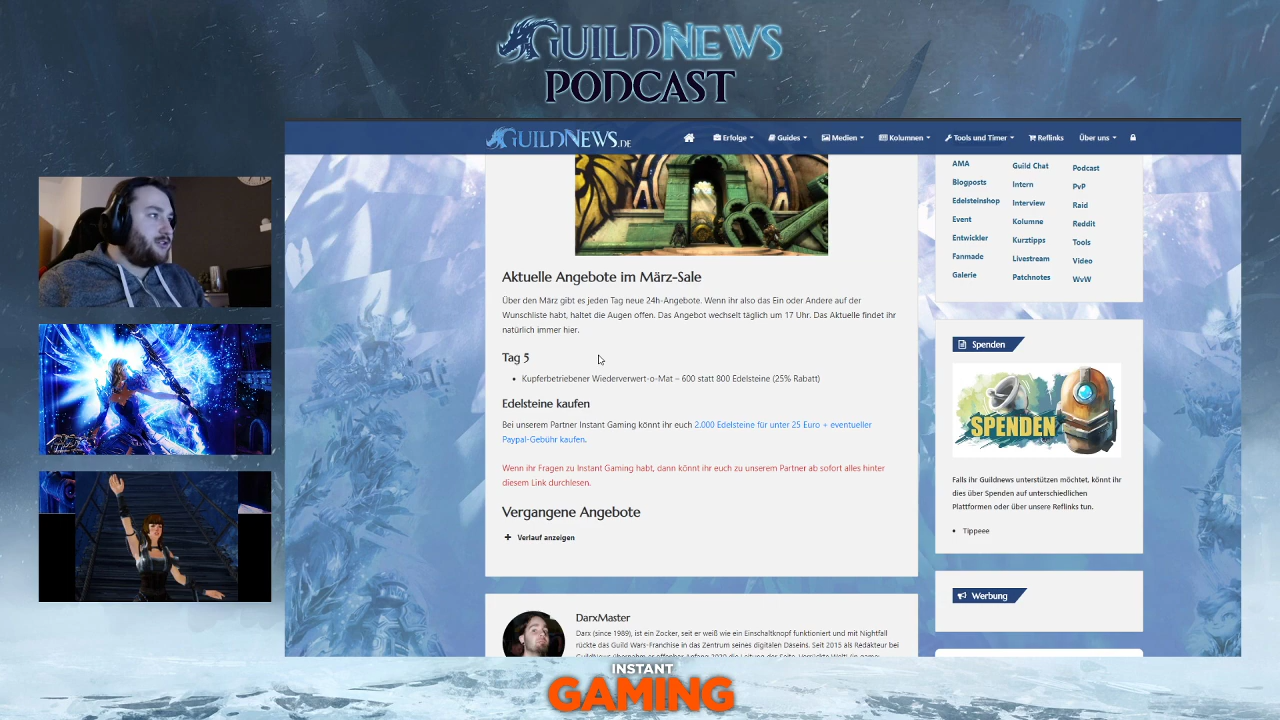 GUILDNEWS
PODCAST
GUILDNEWS.DE
Erfolge
Guides
Medien
Kolumnen
Tools und Timer
Reflinks
Über uns
Aktuelle Angebote im März-Sale
Über den März gibt es jeden Tag neue 24h-Angebote. Wenn ihr also das Ein oder Andere auf der
Wunschliste habt, haltet die Augen offen. Das Angebot wechselt täglich um 17 Uhr. Das Aktuelle findet ihr
natürlich immer hier.
Tag 5
Kupferbetriebener Wiederverwert-o-Mat – 600 statt 800 Edelsteine (25% Rabatt)
Edelsteine kaufen
Bei unserem Partner Instant Gaming könnt ihr euch 2.000 Edelsteine für unter 25 Euro + eventueller
Paypal-Gebühr kaufen.
Wenn ihr Fragen zu Instant Gaming habt, dann könnt ihr euch zu unserem Partner ab sofort alles hinter
diesem Link durchlesen.
Vergangene Angebote
+ Verlauf anzeigen
DarxMaster
Darx (since 1989), ist ein Zocker, seit er weiß wie ein Einschaltknopf funktioniert und mit Nightfall
rückte das Guild Wars-Franchise in das Zentrum seines digitalen Daseins. Seit 2015 als Redakteur bei
AMA
Blogposts
Edelsteinshop
Event
Entwickler
Fanmade
Galerie
Guild Chat
Intern
Interview
Kolumne
Kurztipps
Livestream
Patchnotes
Podcast
PvP
Raid
Reddit
Tools
Video
WvW
Spenden
SPENDEN
Falls ihr Guildnews unterstützen möchtet, könnt ihr
dies über Spenden auf unterschiedlichen
Plattformen oder über unsere Reflinks tun.
Tippeee
Werbung
INSTANT
GAMING